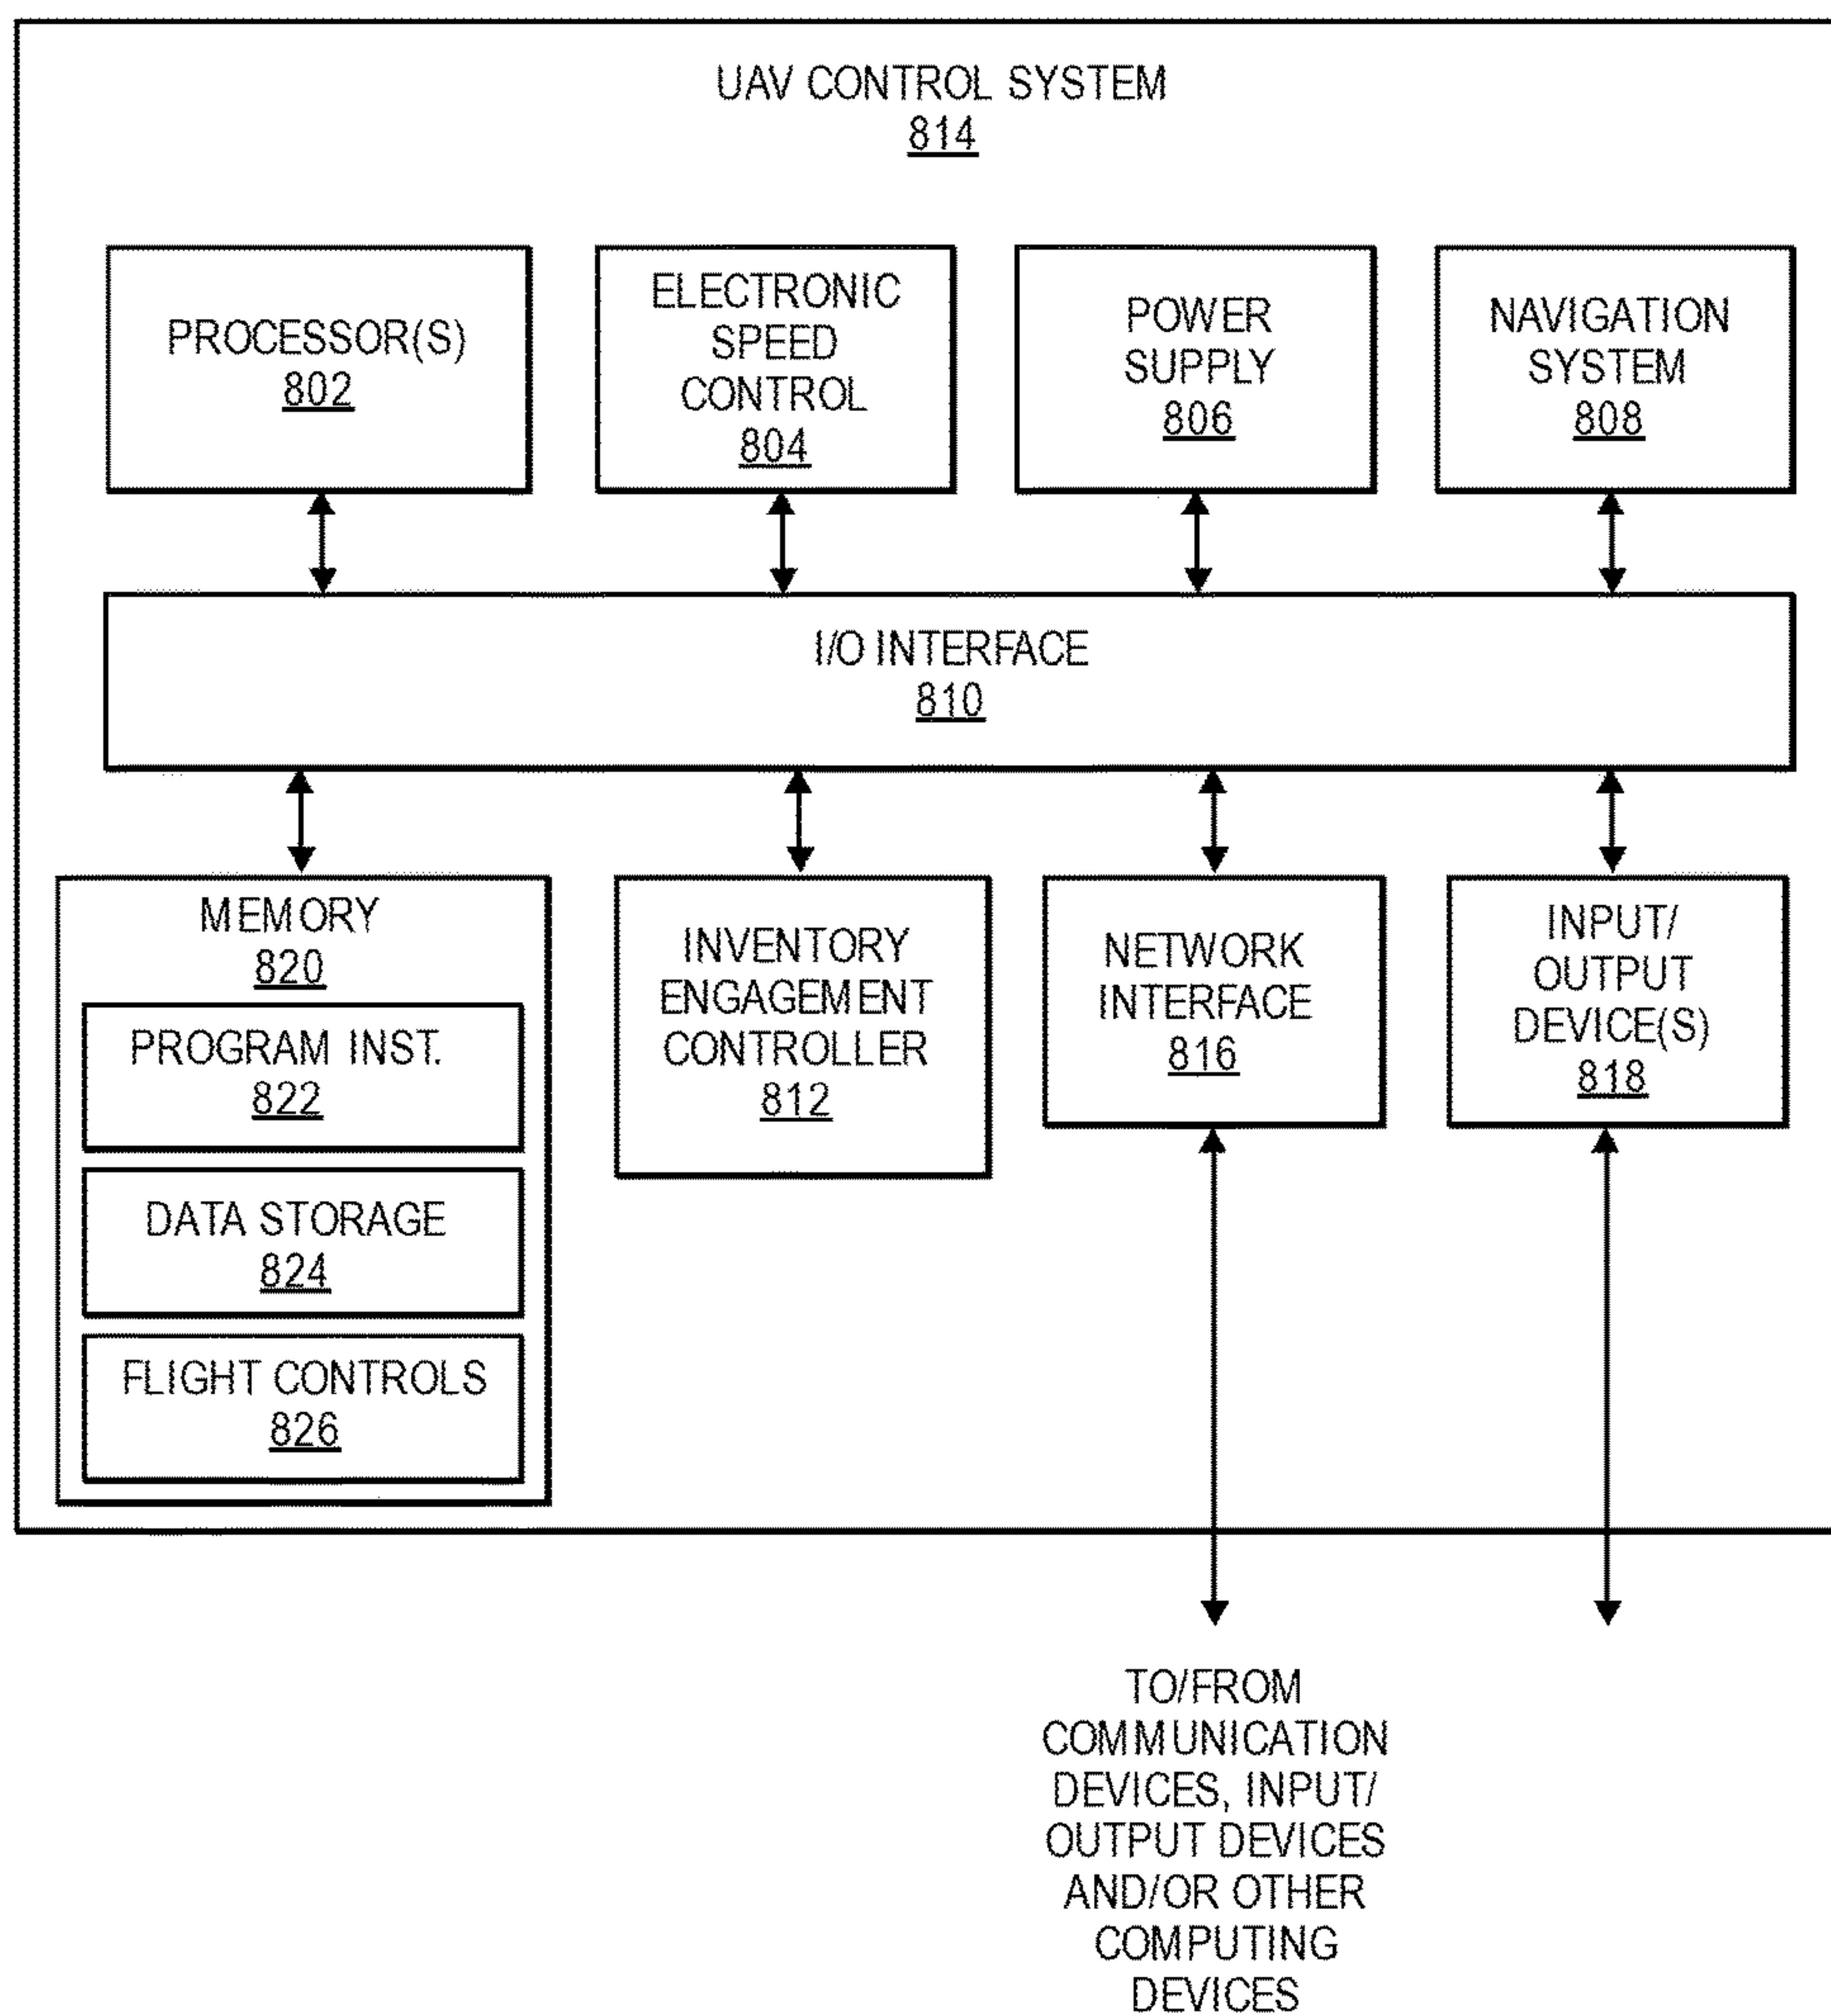 UAV CONTROL SYSTEM
814
PROCESSOR(S)
802
ELECTRONIC
SPEED
CONTROL
804
POWER
SUPPLY
806
NAVIGATION
SYSTEM
808
I/O INTERFACE
810
MEMORY
820
PROGRAM INST.
822
DATA STORAGE
824
FLIGHT CONTROLS
826
INVENTORY
ENGAGEMENT
CONTROLLER
812
NETWORK
INTERFACE
816
INPUT/
OUTPUT
DEVICE(S)
818
TO/FROM
COMMUNICATION
DEVICES, INPUT/
OUTPUT DEVICES
AND/OR OTHER
COMPUTING
DEVICES